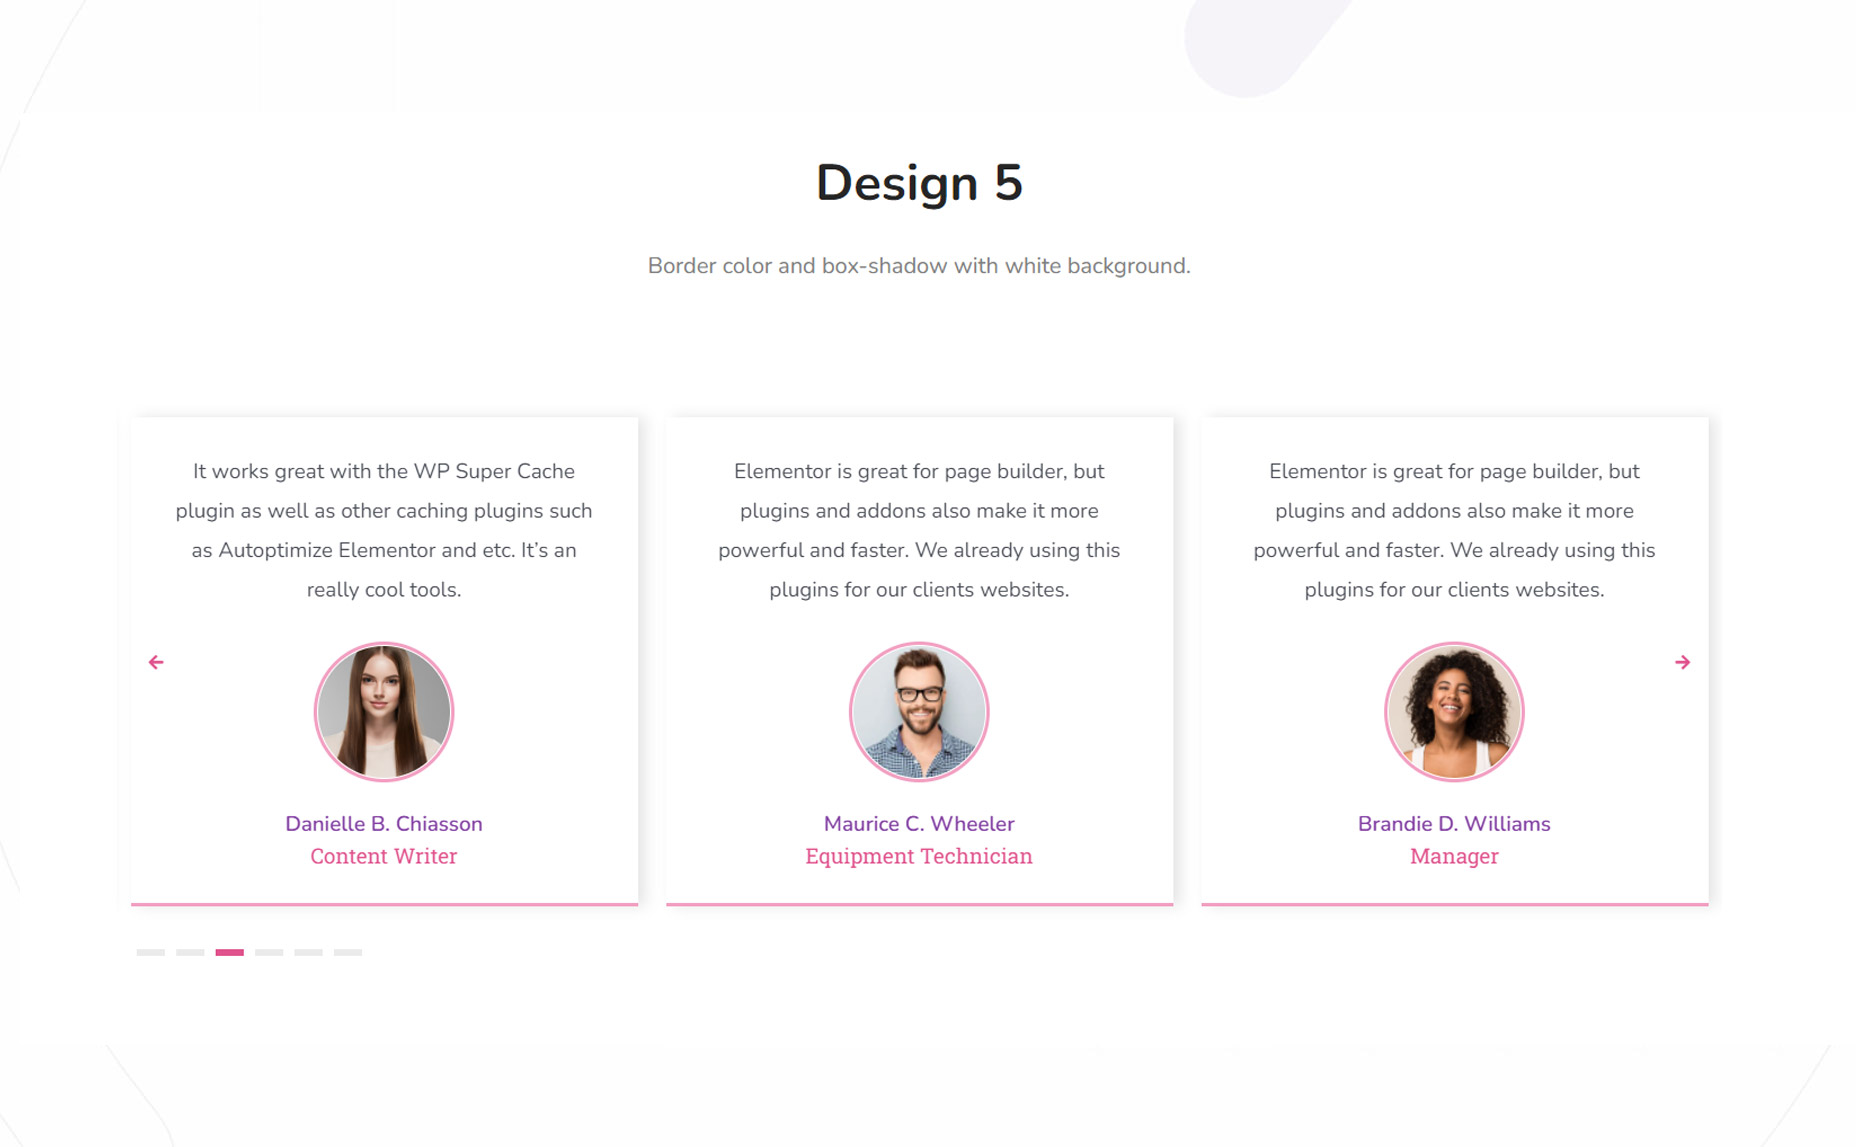 Design 5
Border color and box-shadow with white background.
It works great with the WP Super Cache
plugin as well as other caching plugins such
as Autoptimize Elementor and etc. It’s an
really cool tools.
Danielle B. Chiasson
Content Writer
Elementor is great for page builder, but
plugins and addons also make it more
powerful and faster. We already using this
plugins for our clients websites.
Maurice C. Wheeler
Equipment Technician
Elementor is great for page builder, but
plugins and addons also make it more
powerful and faster. We already using this
plugins for our clients websites.
Brandie D. Williams
Manager